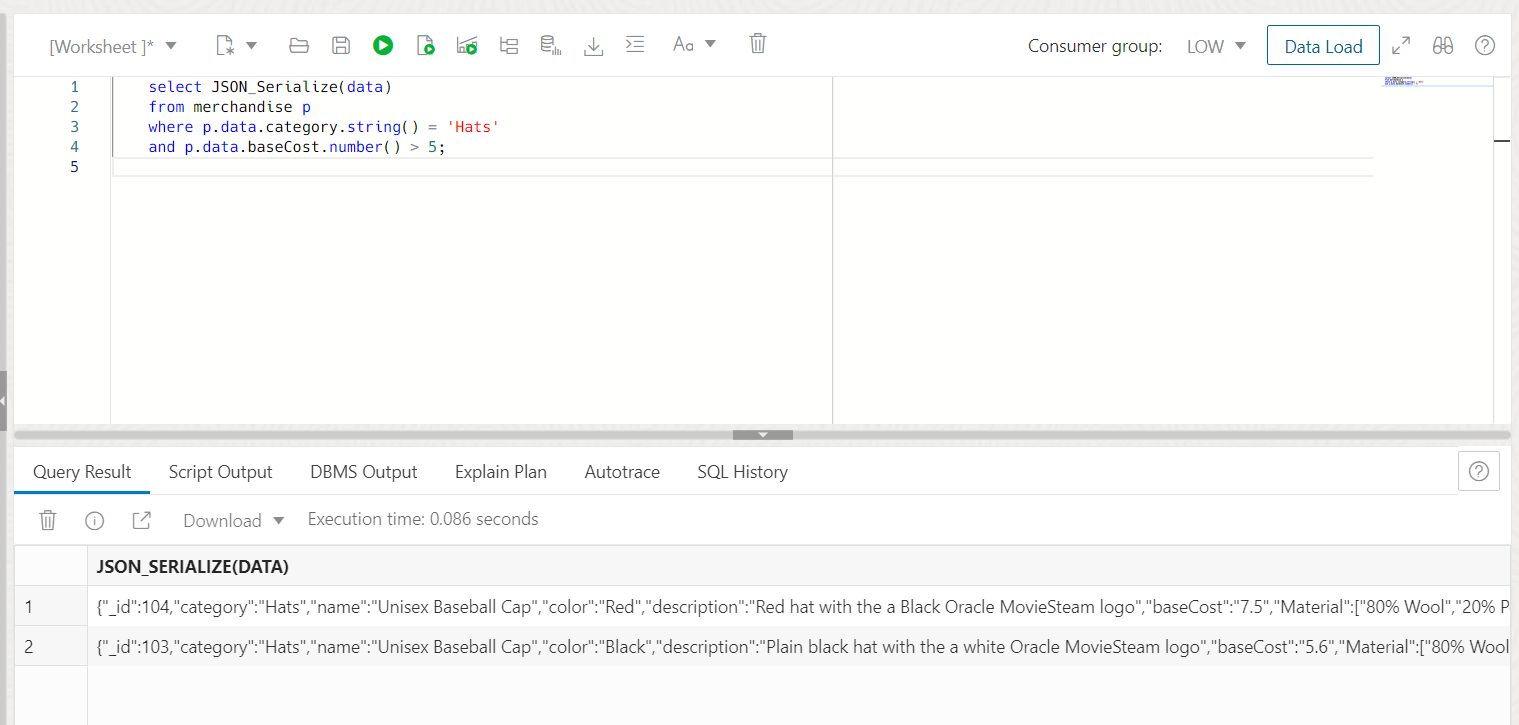 [Worksheet ]* Aa Consumer group: LOW Data Load
1 select JSON_Serialize(data)
2 from merchandise p
3 where p.data.category.string() = 'Hats'
4 and p.data.baseCost.number() > 5;
5
Query Result Script Output DBMS Output Explain Plan Autotrace SQL History
Download Execution time: 0.086 seconds
JSON_SERIALIZE(DATA)
1 {"_id":104,"category":"Hats","name":"Unisex Baseball Cap","color":"Red","description":"Red hat with the a Black Oracle MovieSteam logo","baseCost":"7.5","Material":["80% Wool","20% P
2 {"_id":103,"category":"Hats","name":"Unisex Baseball Cap","color":"Black","description":"Plain black hat with the a white Oracle MovieSteam logo","baseCost":"5.6","Material":["80% Wool